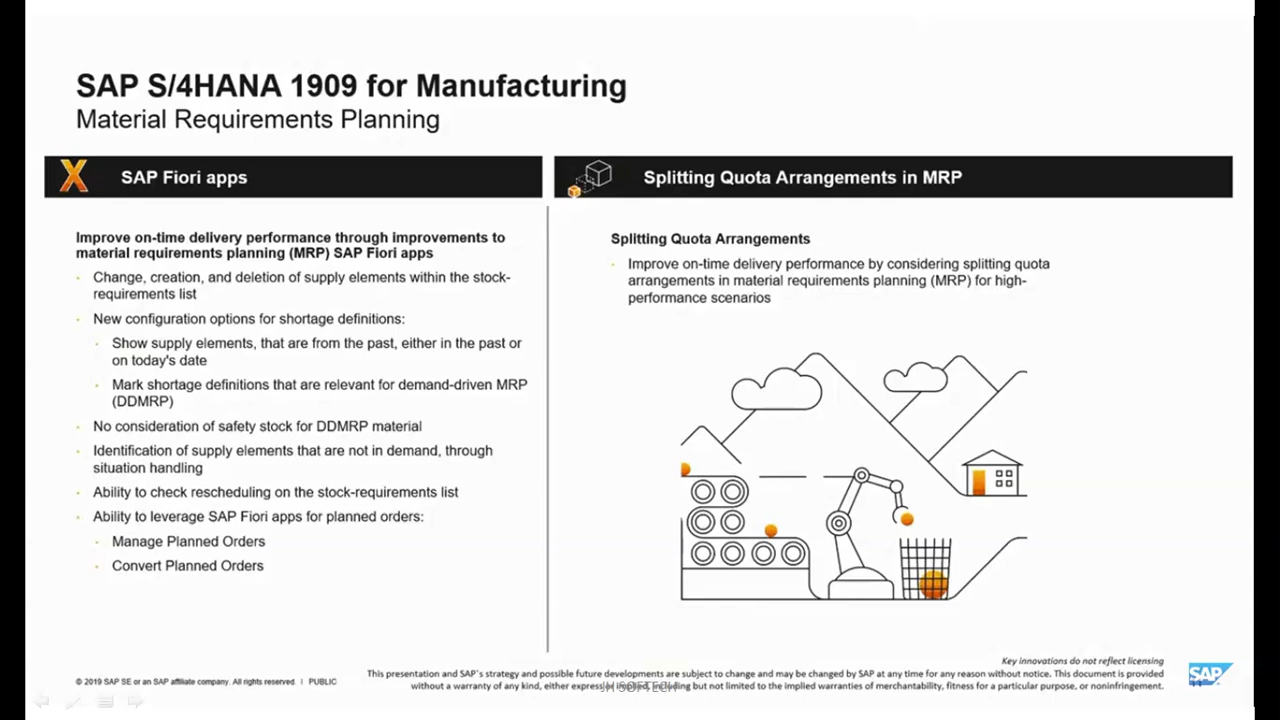 SAP S/4HANA 1909 for Manufacturing
Material Requirements Planning
SAP Fiori apps
Improve on-time delivery performance through improvements to
material requirements planning (MRP) SAP Fiori apps
Change, creation, and deletion of supply elements within the stock-
requirements list
New configuration options for shortage definitions:
Show supply elements, that are from the past, either in the past or
on today's date
Mark shortage definitions that are relevant for demand-driven MRP
(DDMRP)
No consideration of safety stock for DDMRP material
Identification of supply elements that are not in demand, through
situation handling
Ability to check rescheduling on the stock-requirements list
Ability to leverage SAP Fiori apps for planned orders:
Manage Planned Orders
Convert Planned Orders
Splitting Quota Arrangements in MRP
Splitting Quota Arrangements
Improve on-time delivery performance by considering splitting quota
arrangements in material requirements planning (MRP) for high-
performance scenarios
Key innovations do not reflect licensing
© 2019 SAP SE or an SAP affiliate company. All rights reserved. I PUBLIC
This presentation and SAP's strategy and possible future developments are subject to change and may be changed by SAP at any time for any reason without notice. This document is provided
without a warranty of any kind, either express but not limited to the implied warranties of merchantability, fitness for a particular purpose, or noninfringement.
JH SOFTECH
SAP